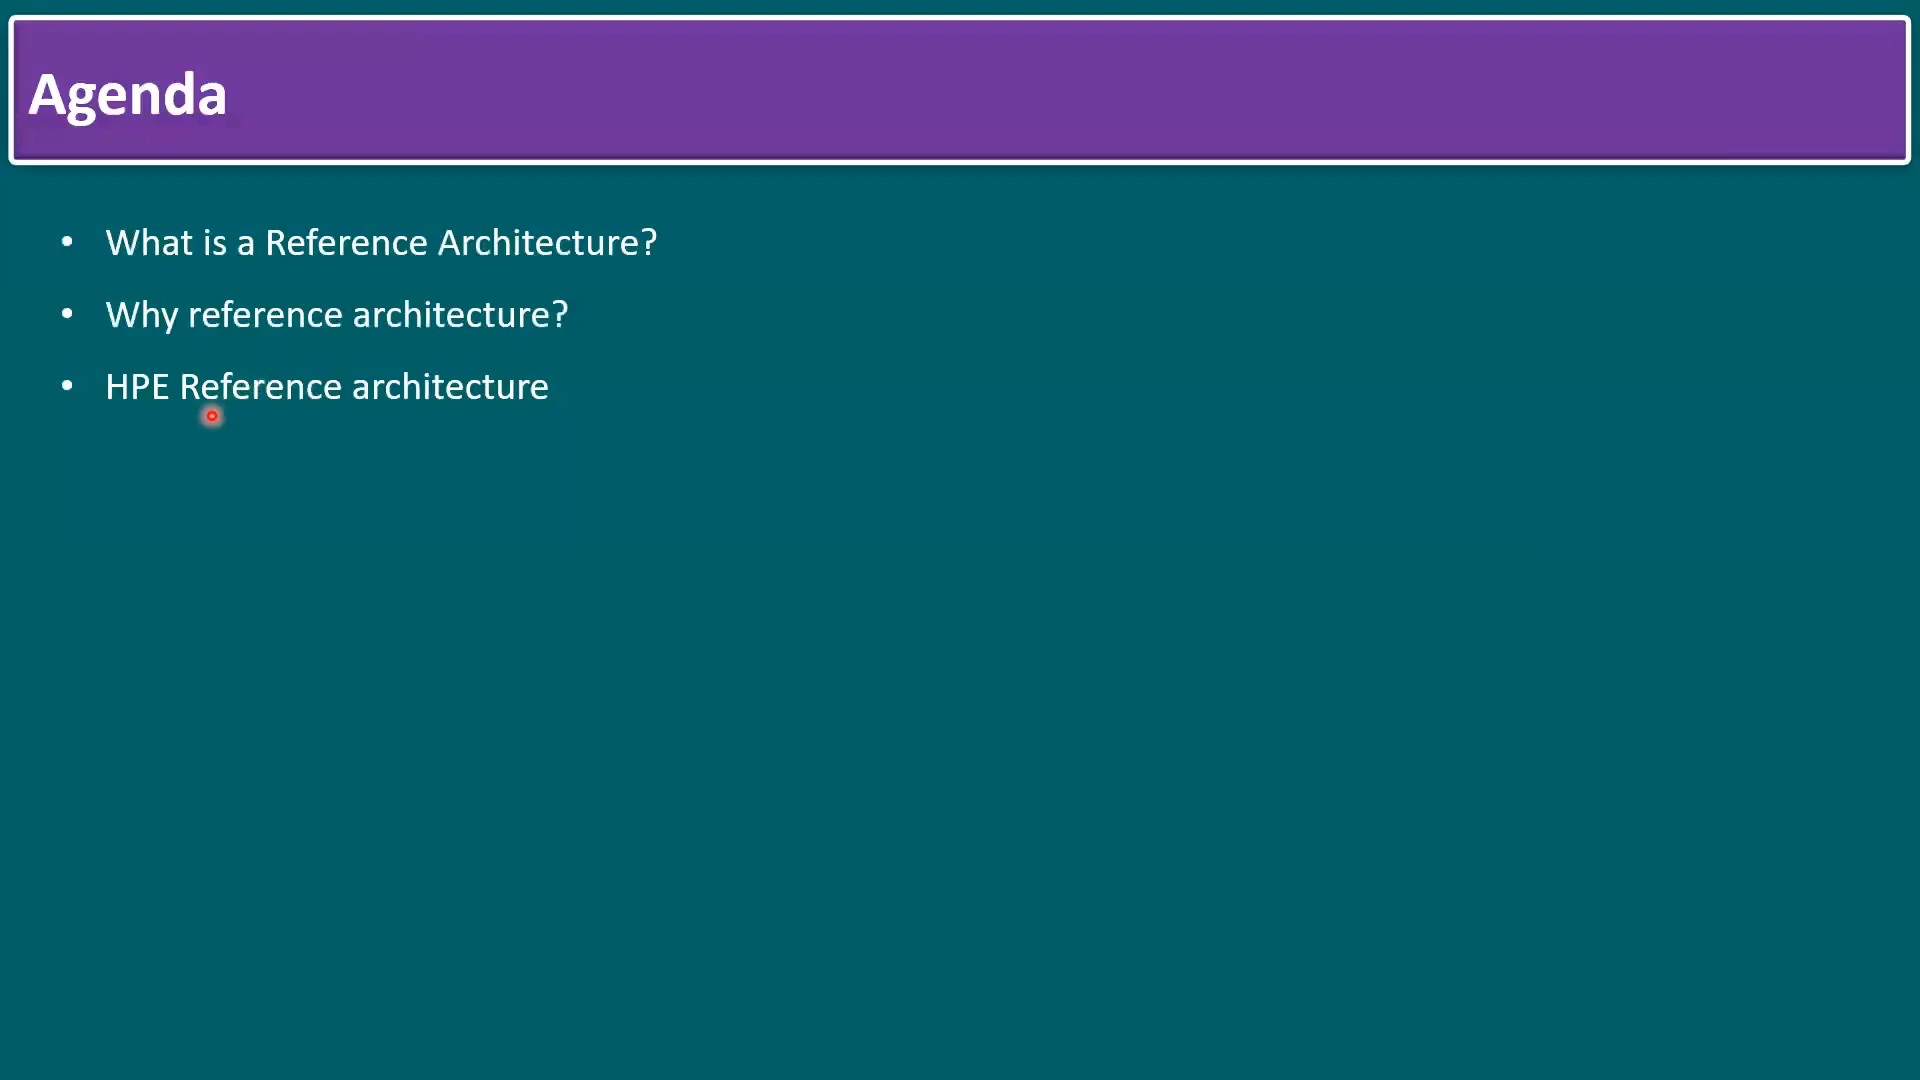 Agenda
• What is a Reference Architecture?
• Why reference architecture?
• HPE Reference architecture